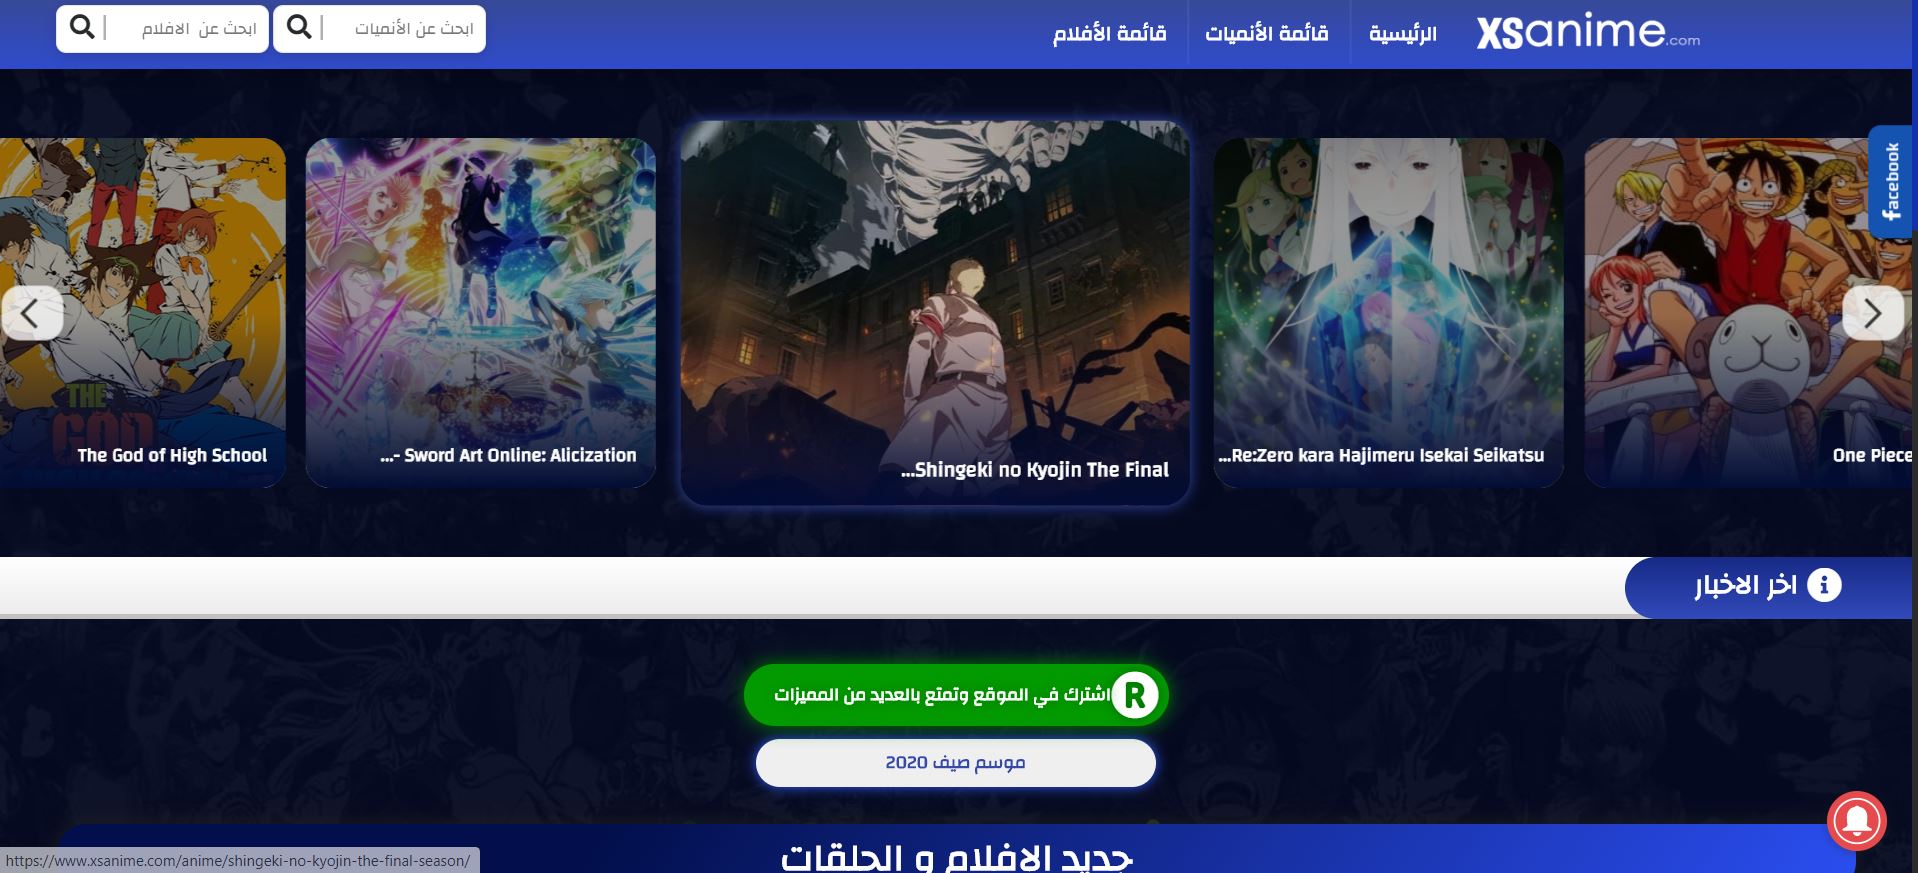 XSanime.com
الرئيسية
قائمة الأنميات
قائمة الأفلام
ابحث عن الأنميات
ابحث عن الافلام
facebook
One Piece
Re:Zero kara Hajimeru Isekai Seikatsu...
Shingeki no Kyojin The Final...
Sword Art Online: Alicization -...
THE
GOD
The God of High School
اخر الاخبار
R اشترك في الموقع وتمتع بالعديد من المميزات
موسم صيف 2020
جديد الافلام و الحلقات
https://www.xsanime.com/anime/shingeki-no-kyojin-the-final-season/